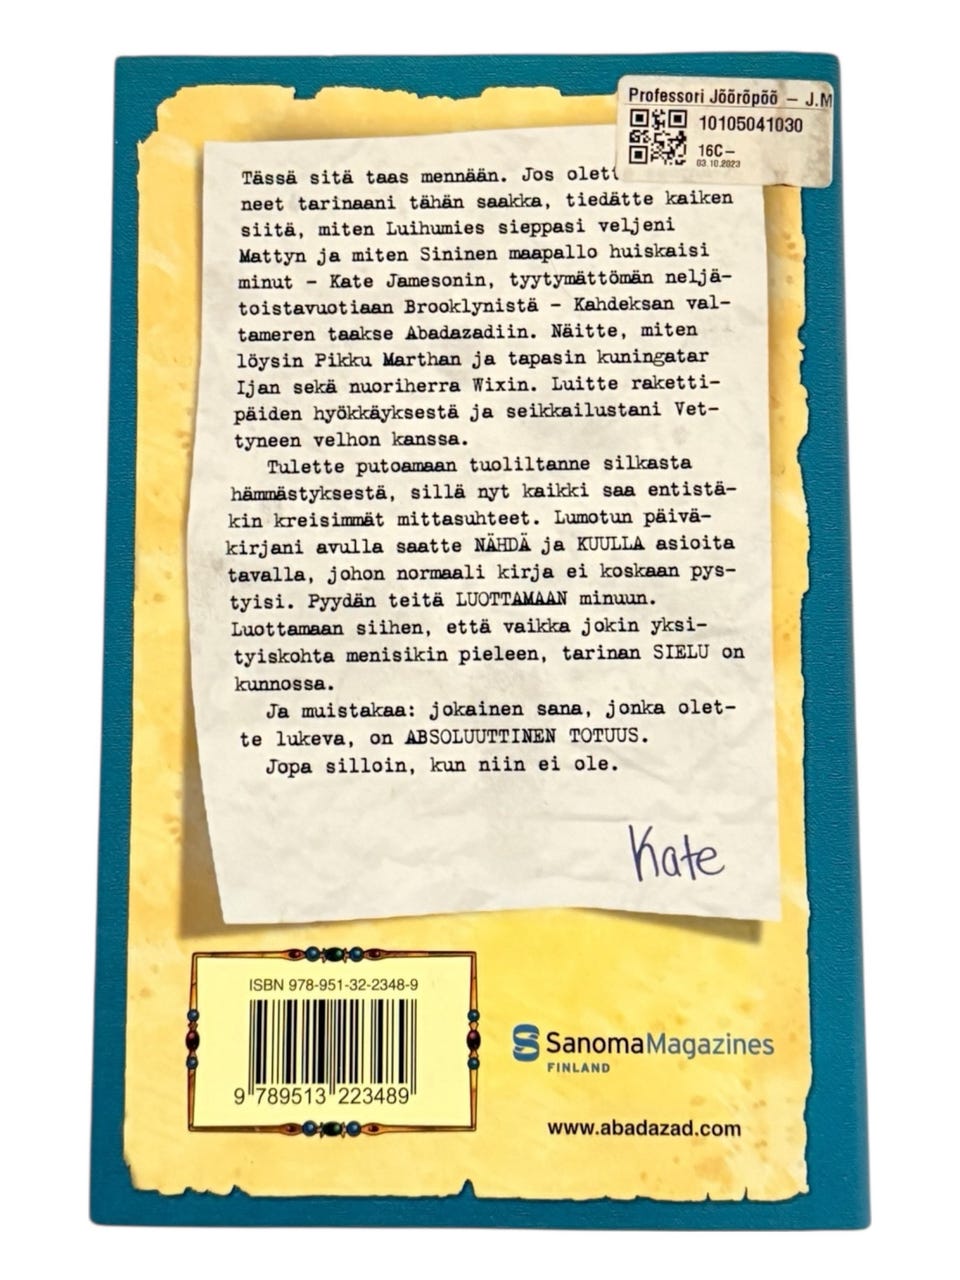 Professori Jõõrõpõõ – J.M
10105041030
16C–
03.10.2023
Tässä sitä taas mennään. Jos
neet tarinaani tähän saakka, tiedätte kaiken
siitä, miten Luihumies sieppasi veljeni
Mattyn ja miten Sininen maapallo huiskaisi
minut – Kate Jamesonin, tyytymättömän neljä-
toistavuotiaan Brooklynistä – Kahdeksan val-
tameren taakse Abadazadiin. Näitte, miten
löysin Pikku Marthan ja tapasin kuningatar
Ijan sekä nuoriherra Wixin. Luitte raketti-
päiden hyökkäyksestä ja seikkailustani Vet-
tyneen velhon kanssa.
Tulette putoamaan tuoliltanne silkasta
hämmästyksestä, sillä nyt kaikki saa entistä-
kin kreisimmät mittasuhteet. Lumotun päivä-
kirjani avulla saatte NÄHDÄ ja KUULLA asioita
tavalla, johon normaali kirja ei koskaan pys-
tyisi. Pyydän teitä LUOTTAMAAN minuun.
Luottamaan siihen, että vaikka jokin yksi-
tyiskohta menisikin pieleen, tarinan SIELU on
kunnossa.
Ja muistakaa: jokainen sana, jonka olet-
te lukeva, on ABSOLUUTTINEN TOTUUS.
Jopa silloin, kun niin ei ole.
Kate
ISBN 978-951-32-2348-9
9 789513 223489
SanomaMagazines
FINLAND
www.abadazad.com